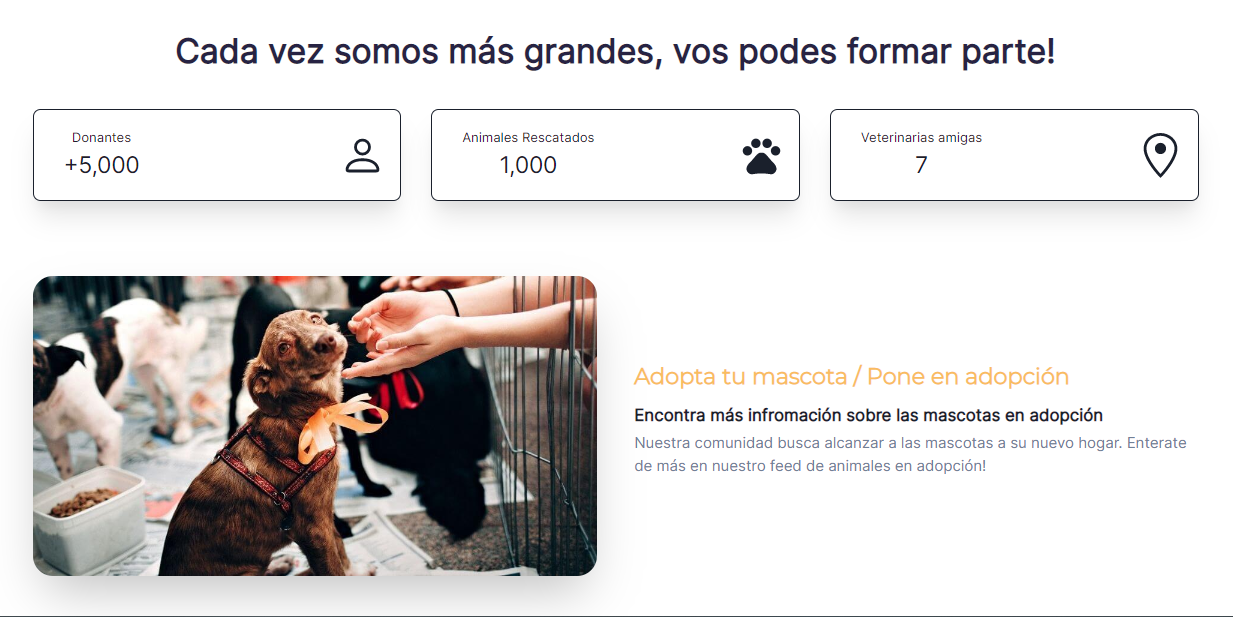 Cada vez somos más grandes, vos podes formar parte!
Donantes
+5,000
Animales Rescatados
1,000
Veterinarias amigas
7
Adopta tu mascota / Pone en adopción
Encontra más infromación sobre las mascotas en adopción
Nuestra comunidad busca alcanzar a las mascotas a su nuevo hogar. Enterate
de más en nuestro feed de animales en adopción!